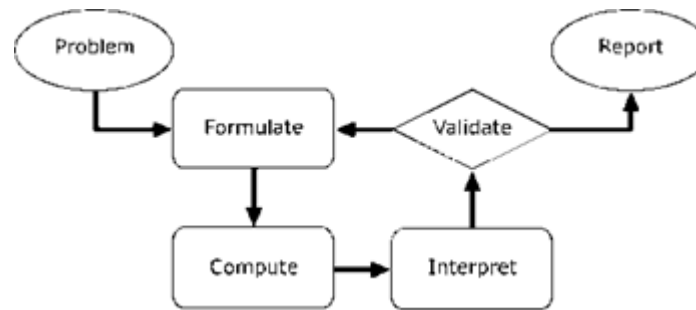 Problem
Report
Formulate
Validate
Compute
Interpret